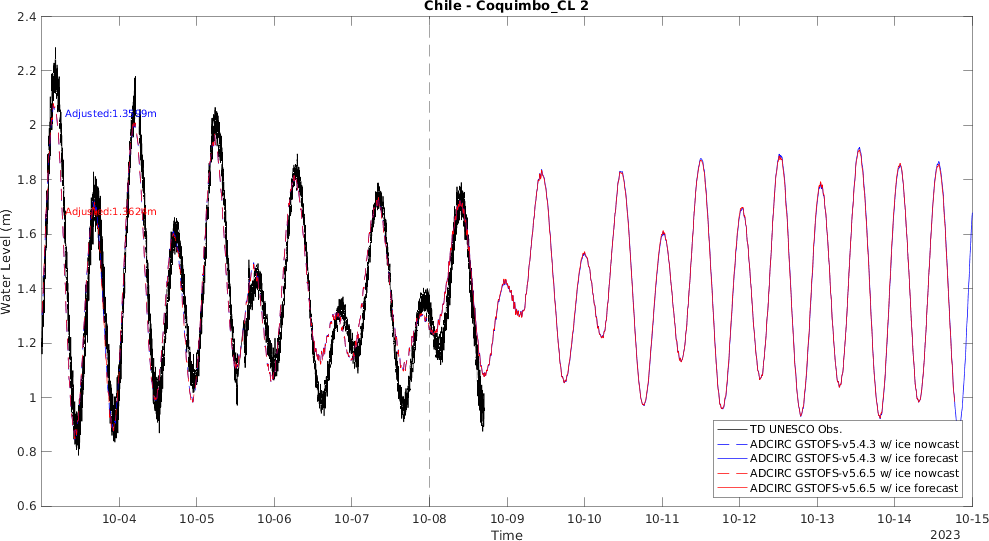 Chile - Coquimbo_CL 2
2.4
2.2
2
1.8
1.6
1.4
1.2
1
0.8
0.6
Water Level (m)
Adjusted:1.3599m
TD UNESCO Obs.
ADCIRC GSTOFS-v5.4.3 w/ ice nowcast
ADCIRC GSTOFS-v5.4.3 w/ ice forecast
ADCIRC GSTOFS-v5.6.5 w/ ice nowcast
ADCIRC GSTOFS-v5.6.5 w/ ice forecast
10-04 10-05 10-06 10-07 10-08 10-09 10-10 10-11 10-12 10-13 10-14 10-15
Time
2023